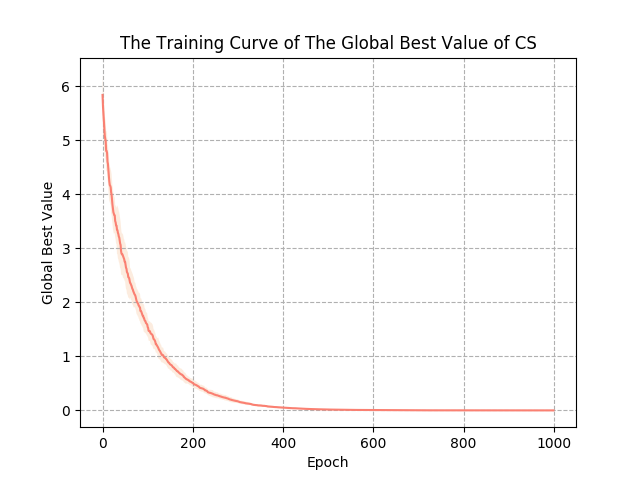 The Training Curve of The Global Best Value of CS
Global Best Value
6
5
4
3
2
1
0
0 200 400 600 800 1000
Epoch